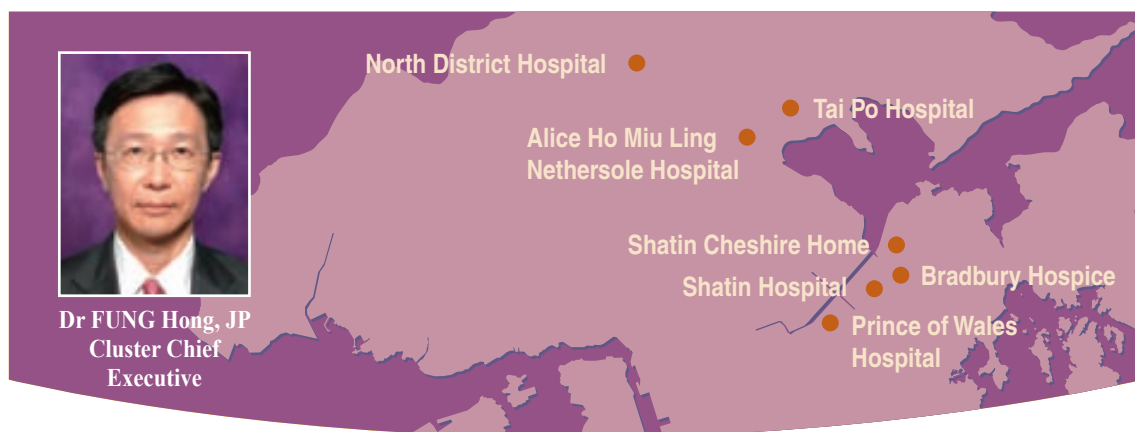 North District Hospital
Tai Po Hospital
Alice Ho Miu Ling
Nethersole Hospital
Shatin Cheshire Home
Bradbury Hospice
Shatin Hospital
Prince of Wales
Hospital
Dr FUNG Hong, JP
Cluster Chief
Executive